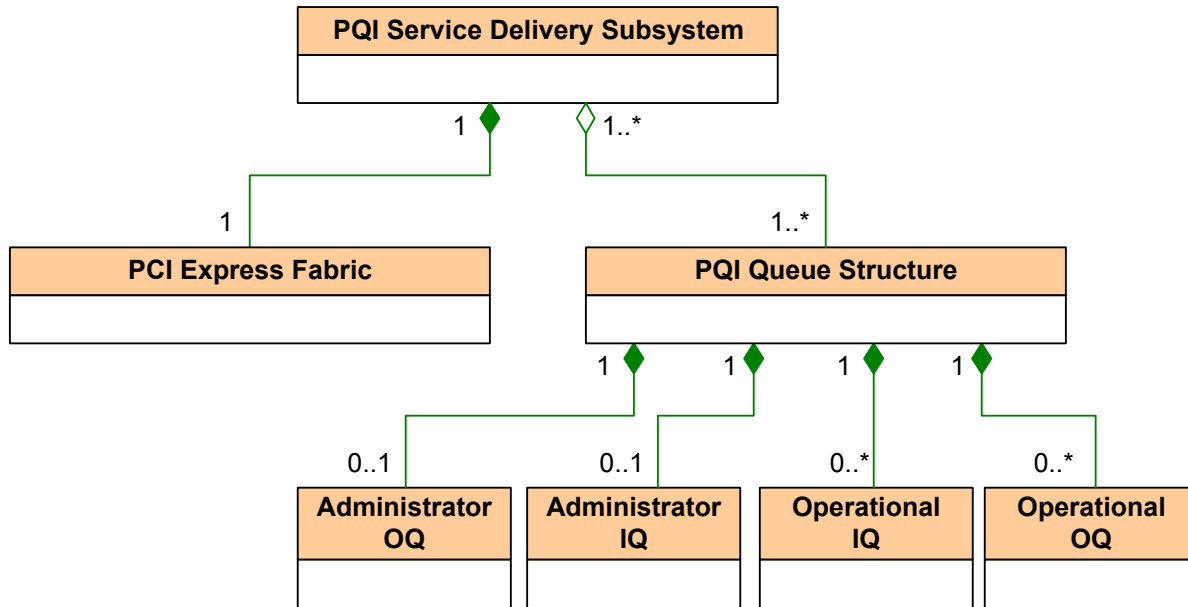 PQI Service Delivery Subsystem
1
1..*
1
1..*
PCI Express Fabric
PQI Queue Structure
1
1
1
1
0..1
0..1
0..*
0..*
Administrator
OQ
Administrator
IQ
Operational
IQ
Operational
OQ